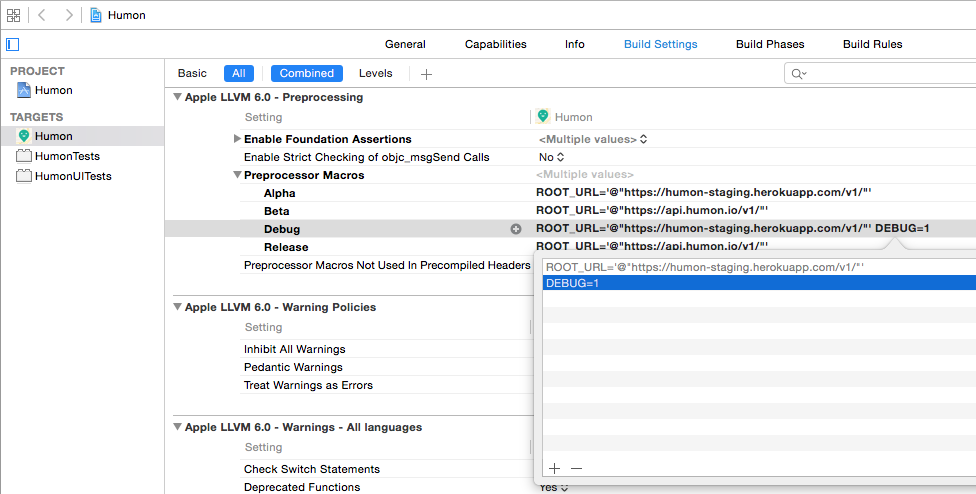 Humon
General Capabilities Info Build Settings Build Phases Build Rules
PROJECT
Humon
TARGETS
Humon
HumonTests
HumonUITests
Basic All Combined Levels
Apple LLVM 6.0 - Preprocessing
Setting Humon
Enable Foundation Assertions <Multiple values>
Enable Strict Checking of objc_msgSend Calls No
Preprocessor Macros <Multiple values>
Alpha ROOT_URL='@"https://humon-staging.herokuapp.com/v1/"'
Beta ROOT_URL='@"https://api.humon.io/v1/"'
Debug ROOT_URL='@"https://humon-staging.herokuapp.com/v1/"' DEBUG=1
Release ROOT_URL='@"https://api.humon.io/v1/"'
Preprocessor Macros Not Used In Precompiled Headers
ROOT_URL='@"https://humon-staging.herokuapp.com/v1/"'
DEBUG=1
Apple LLVM 6.0 - Warning Policies
Setting
Inhibit All Warnings
Pedantic Warnings
Treat Warnings as Errors
Apple LLVM 6.0 - Warnings - All languages
Setting
Check Switch Statements
Deprecated Functions Yes